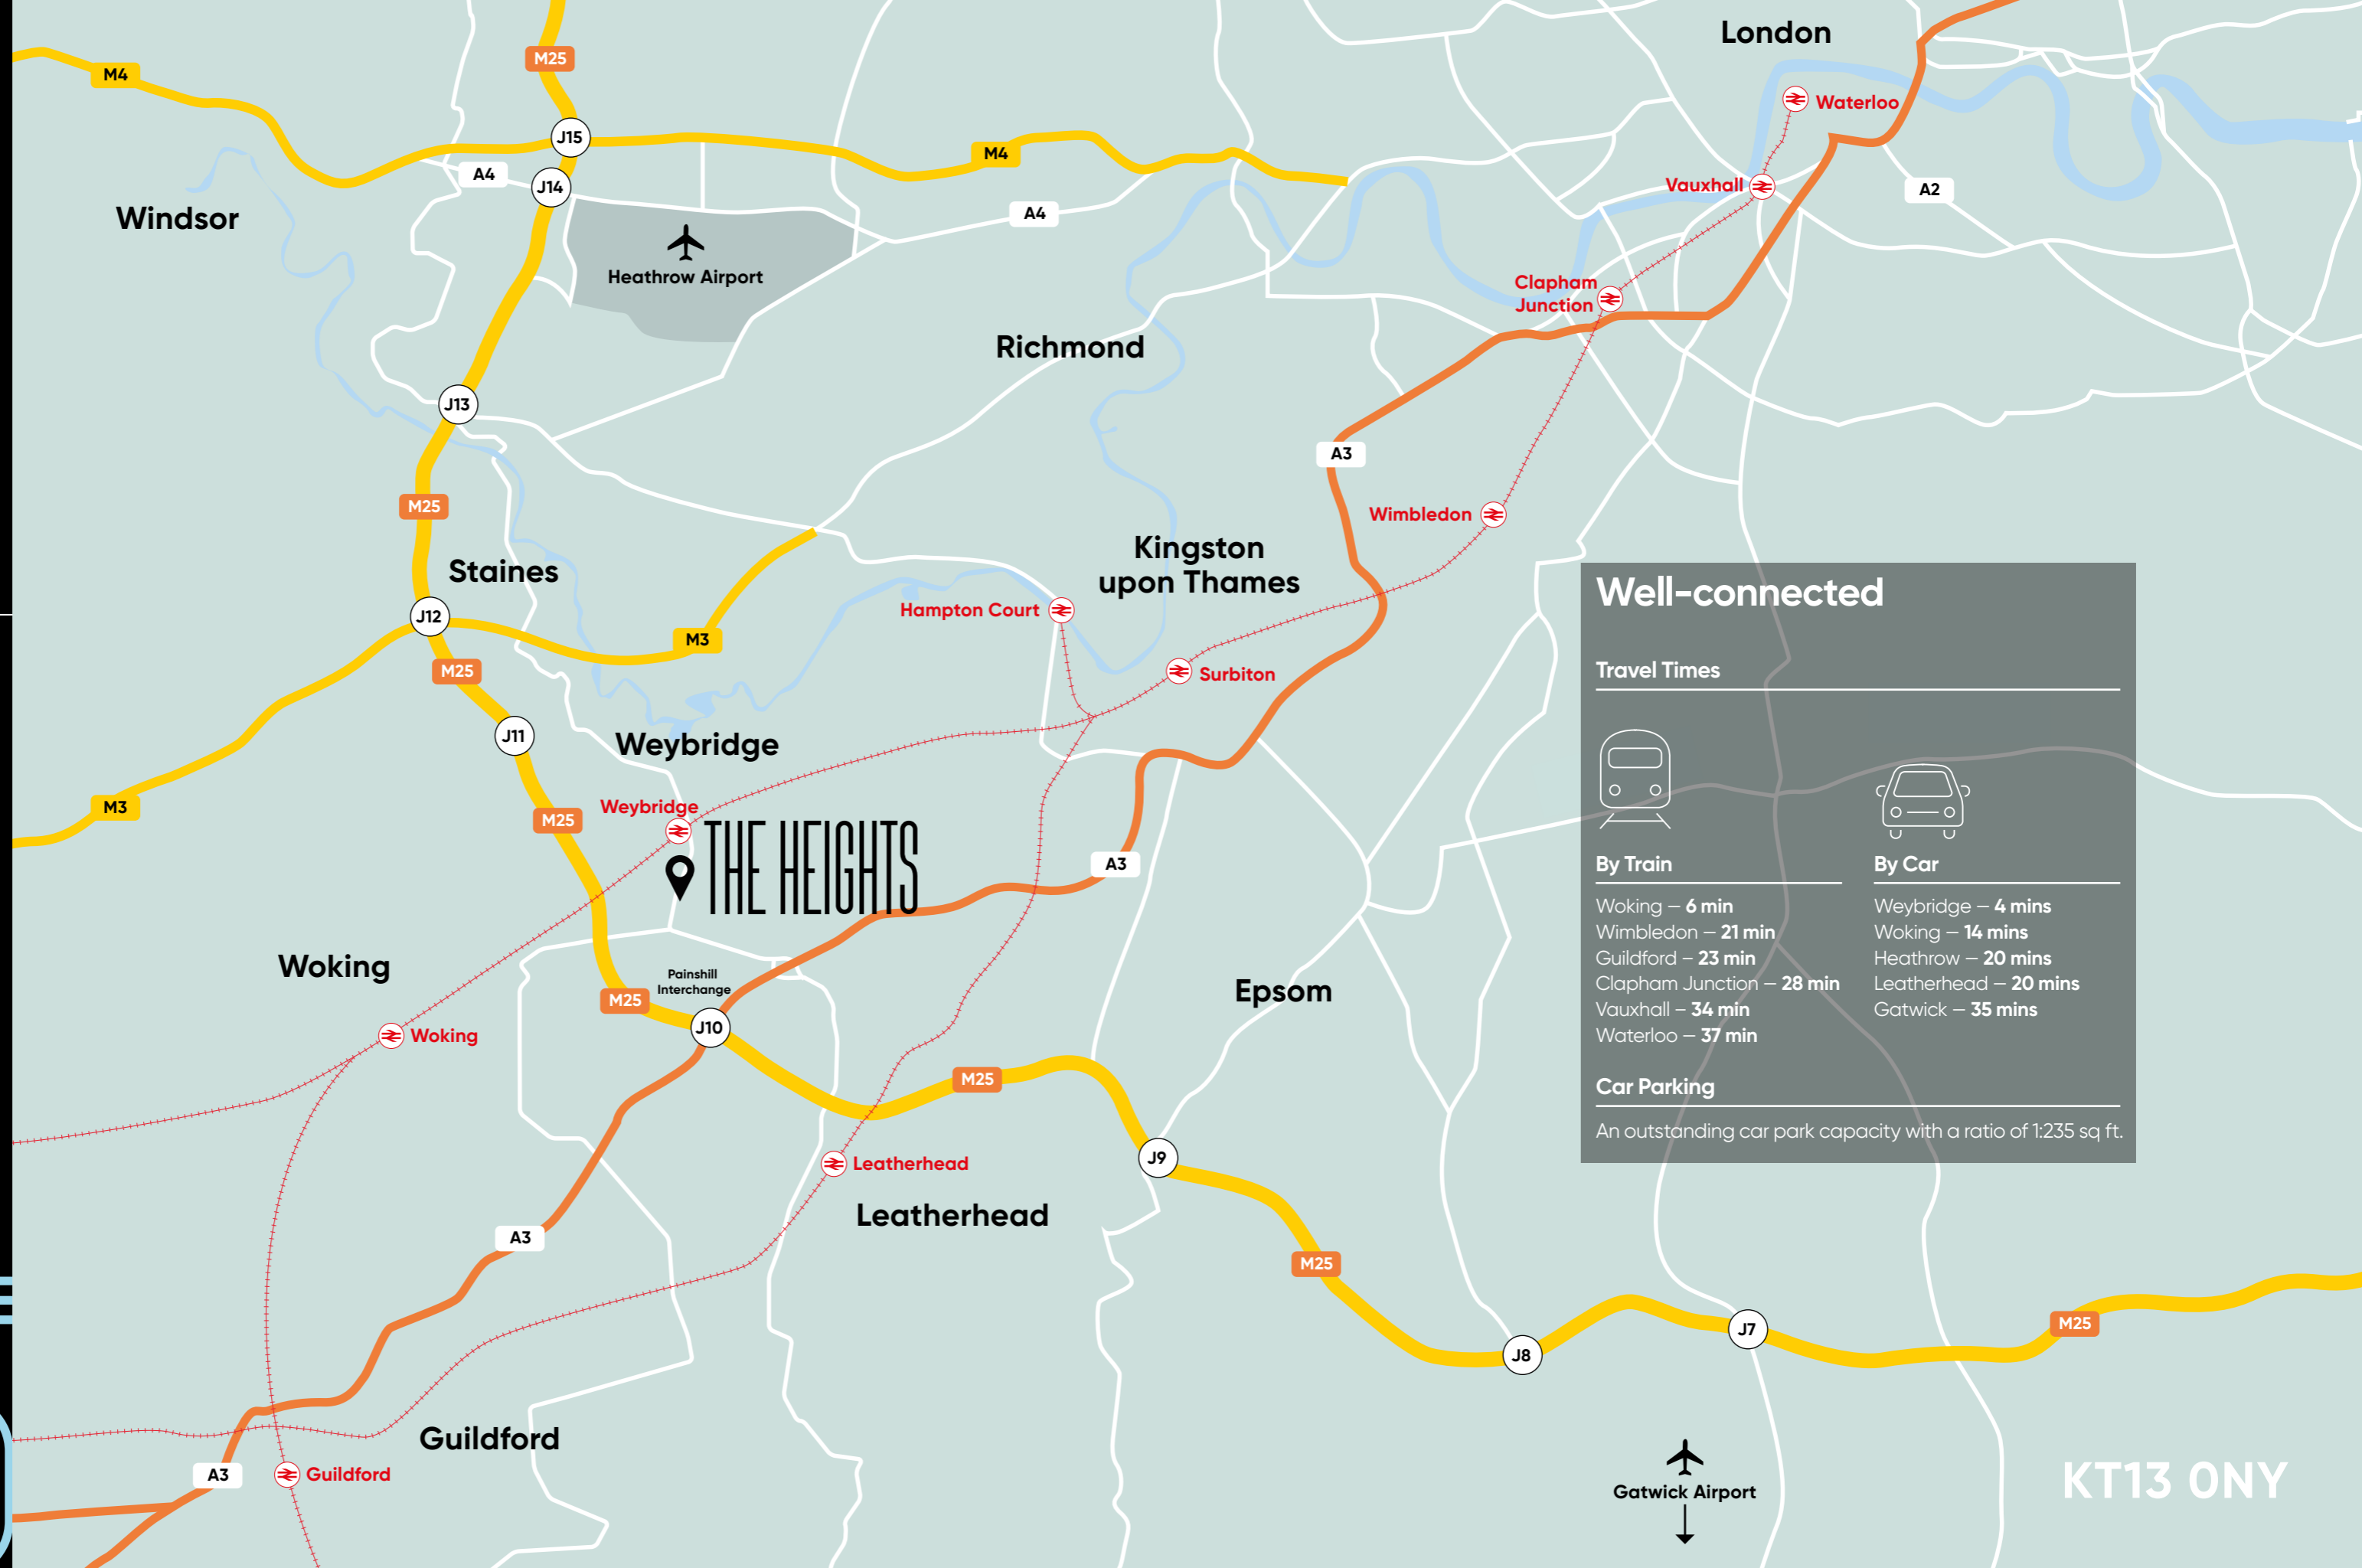 London
M25
M4
Waterloo
J15
M4
A4
J14
Vauxhall
A2
Windsor
A4
Heathrow Airport
Clapham
Junction
Richmond
J13
A3
M25
Wimbledon
Kingston
upon Thames
Staines
Hampton Court
J12
M3
M25
Surbiton
J11
Weybridge
M3
Weybridge
M25
THE HEIGHTS
A3
Woking
Painshill
Interchange
M25
Epsom
J10
Woking
M25
J9
Leatherhead
Leatherhead
A3
M25
J7
M25
J8
Guildford
A3
Guildford
Gatwick Airport
Well-connected
Travel Times
By Train
Woking – 6 min
Wimbledon – 21 min
Guildford – 23 min
Clapham Junction – 28 min
Vauxhall – 34 min
Waterloo – 37 min
By Car
Weybridge – 4 mins
Woking – 14 mins
Heathrow – 20 mins
Leatherhead – 20 mins
Gatwick – 35 mins
Car Parking
An outstanding car park capacity with a ratio of 1:235 sq ft.
KT13 0NY